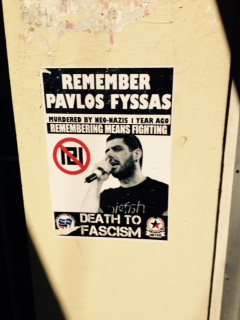 REMEMBER
PAVLOS FYSSAS
MURDERED BY NEO-NAZIS 1 YEAR AGO
REMEMBERING MEANS FIGHTING
DEATH TO
FASCISM